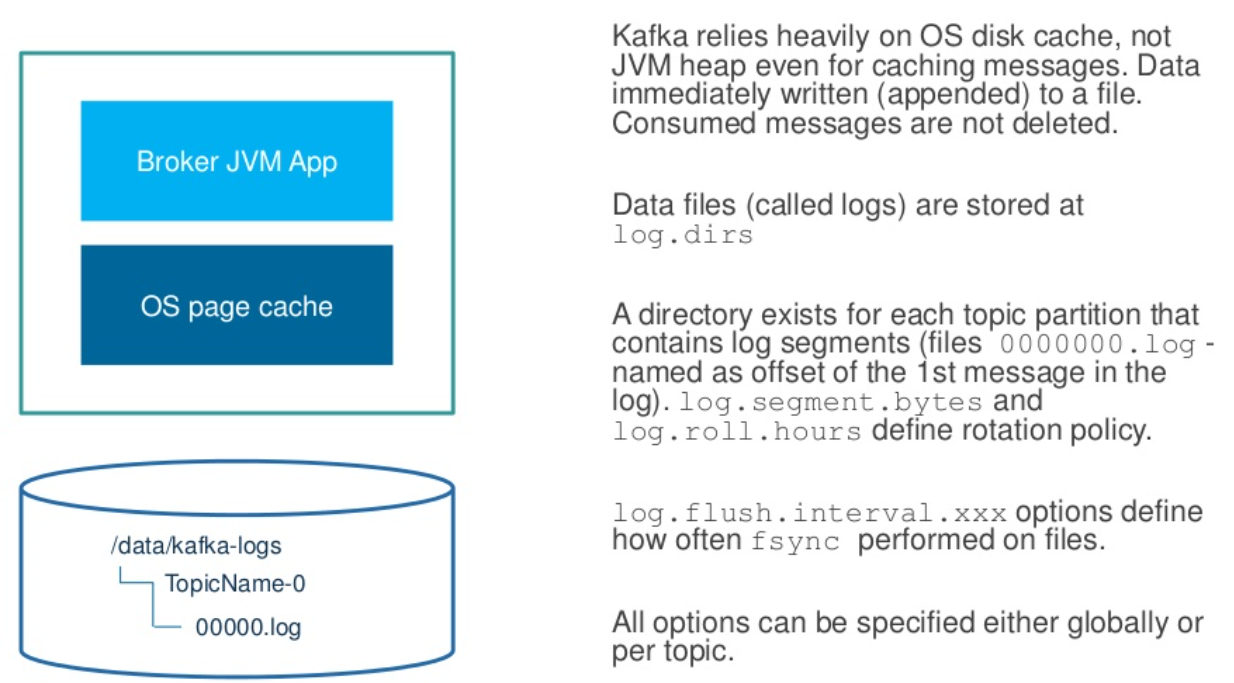 Broker JVM App
OS page cache
/data/kafka-logs
TopicName-0
00000.log
Kafka relies heavily on OS disk cache, not
JVM heap even for caching messages. Data
immediately written (appended) to a file.
Consumed messages are not deleted.
Data files (called logs) are stored at
log.dirs
A directory exists for each topic partition that
contains log segments (files 0000000.log -
named as offset of the 1st message in the
log). log.segment.bytes and
log.roll.hours define rotation policy.
log.flush.interval.xxx options define
how often fsync performed on files.
All options can be specified either globally or
per topic.